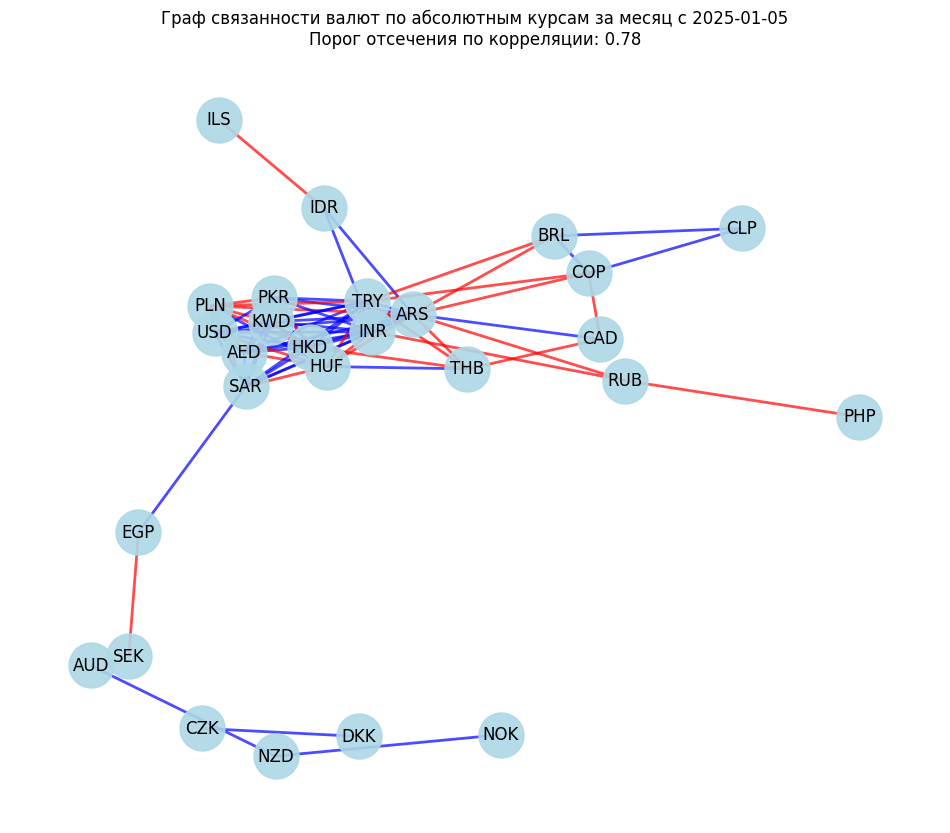 Граф связанности валют по абсолютным курсам за месяц с 2025-01-05
Порог отсечения по корреляции: 0.78
ILS
IDR
CLP
BRL
COP
PKR
TRY
PLN
ARS
KWD
INR
USD
CAD
HKD
AED
HUF
THB
RUB
SAR
PHP
EGP
SEK
AUD
CZK
NOK
DKK
NZD